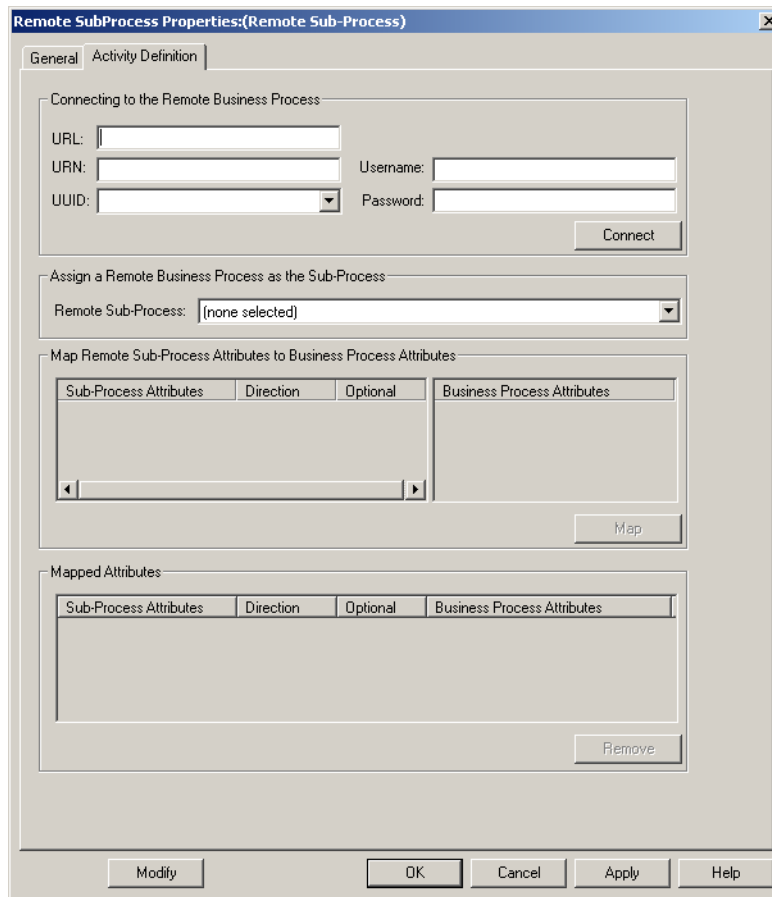 Remote SubProcess Properties:(Remote Sub-Process)
General Activity Definition
Connecting to the Remote Business Process
URL:
URN: Username:
UUID: Password:
Connect
Assign a Remote Business Process as the Sub-Process
Remote Sub-Process: (none selected)
Map Remote Sub-Process Attributes to Business Process Attributes
Sub-Process Attributes Direction Optional Business Process Attributes
Map
Mapped Attributes
Sub-Process Attributes Direction Optional Business Process Attributes
Remove
Modify OK Cancel Apply Help